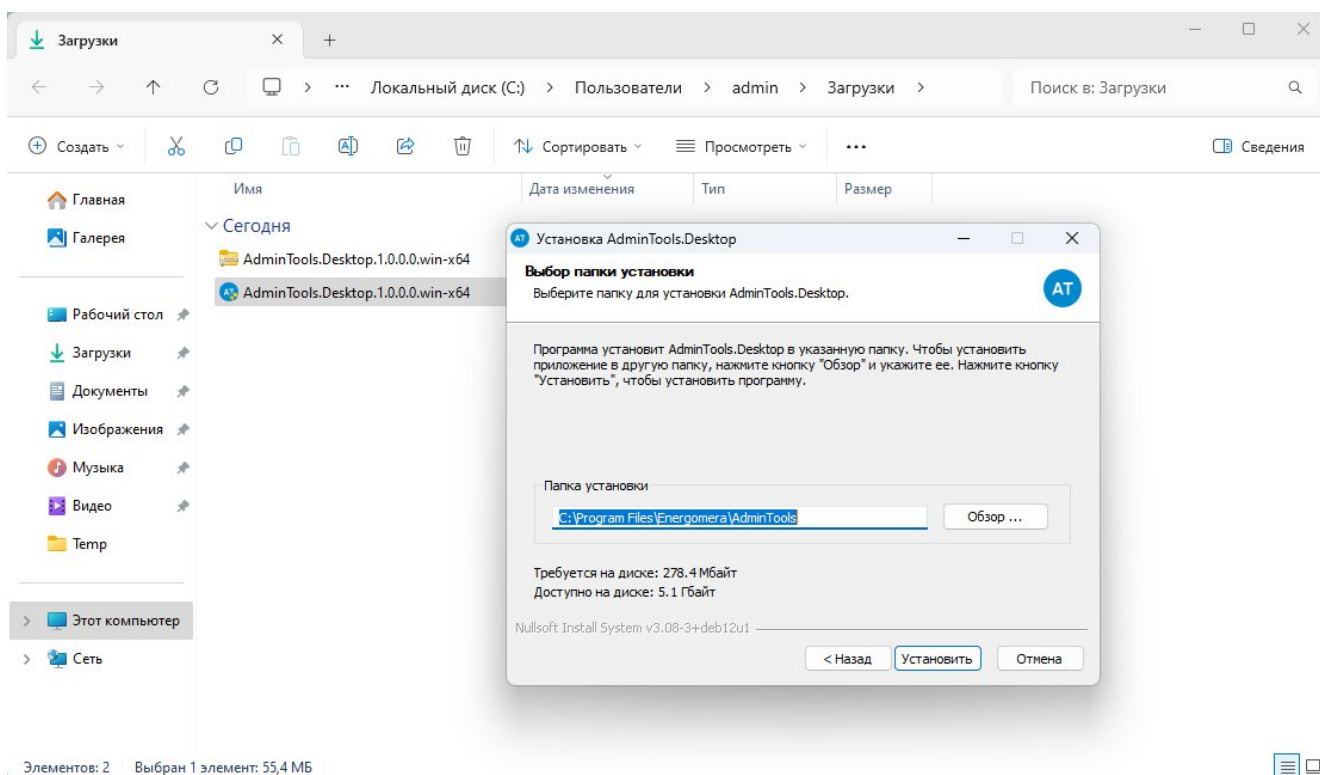 Загрузки
Локальный диск (C:) > Пользователи > admin > Загрузки >
Поиск в: Загрузки
Создать
Сортировать
Просмотреть
Сведения
Главная
Галерея
Рабочий стол
Загрузки
Документы
Изображения
Музыка
Видео
Temp
Этот компьютер
Сеть
Имя
Дата изменения
Тип
Размер
Сегодня
AdminTools.Desktop.1.0.0.0.win-x64
AdminTools.Desktop.1.0.0.0.win-x64
AT Установка AdminTools.Desktop
Выбор папки установки
Выберите папку для установки AdminTools.Desktop.
AT
Программа установит AdminTools.Desktop в указанную папку. Чтобы установить
приложение в другую папку, нажмите кнопку "Обзор" и укажите ее. Нажмите кнопку
"Установить", чтобы установить программу.
Папка установки
C:\Program Files\Energomera\AdminTools
Обзор ...
Требуется на диске: 278.4 Мбайт
Доступно на диске: 5.1 Гбайт
Nullsoft Install System v3.08-3+deb12u1
< Назад
Установить
Отмена
Элементов: 2
Выбран 1 элемент: 55,4 МБ